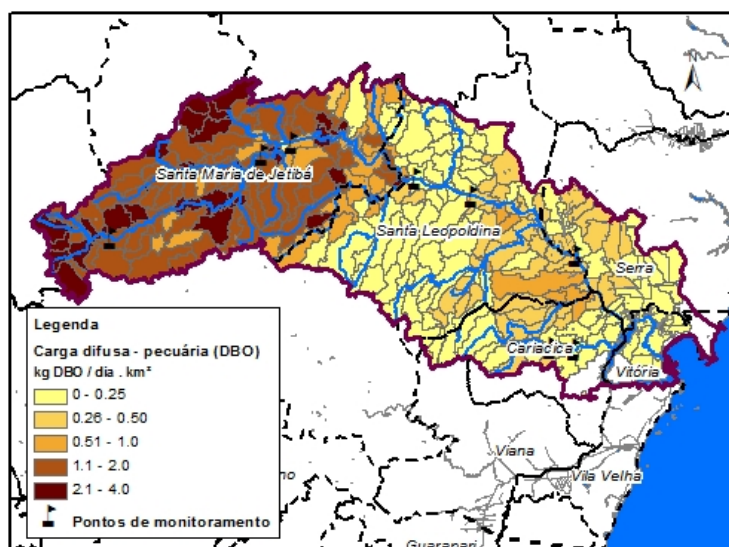 N
Santa Maria de Jetibá
Santa Leopoldina
Serra
Cariacica
Vitória
Viana
Vila Velha
Guarapari
Legenda
Carga difusa - pecuária (DBO)
kg DBO / dia . km²
0 - 0.25
0.26 - 0.50
0.51 - 1.0
1.1 - 2.0
2.1 - 4.0
Pontos de monitoramento